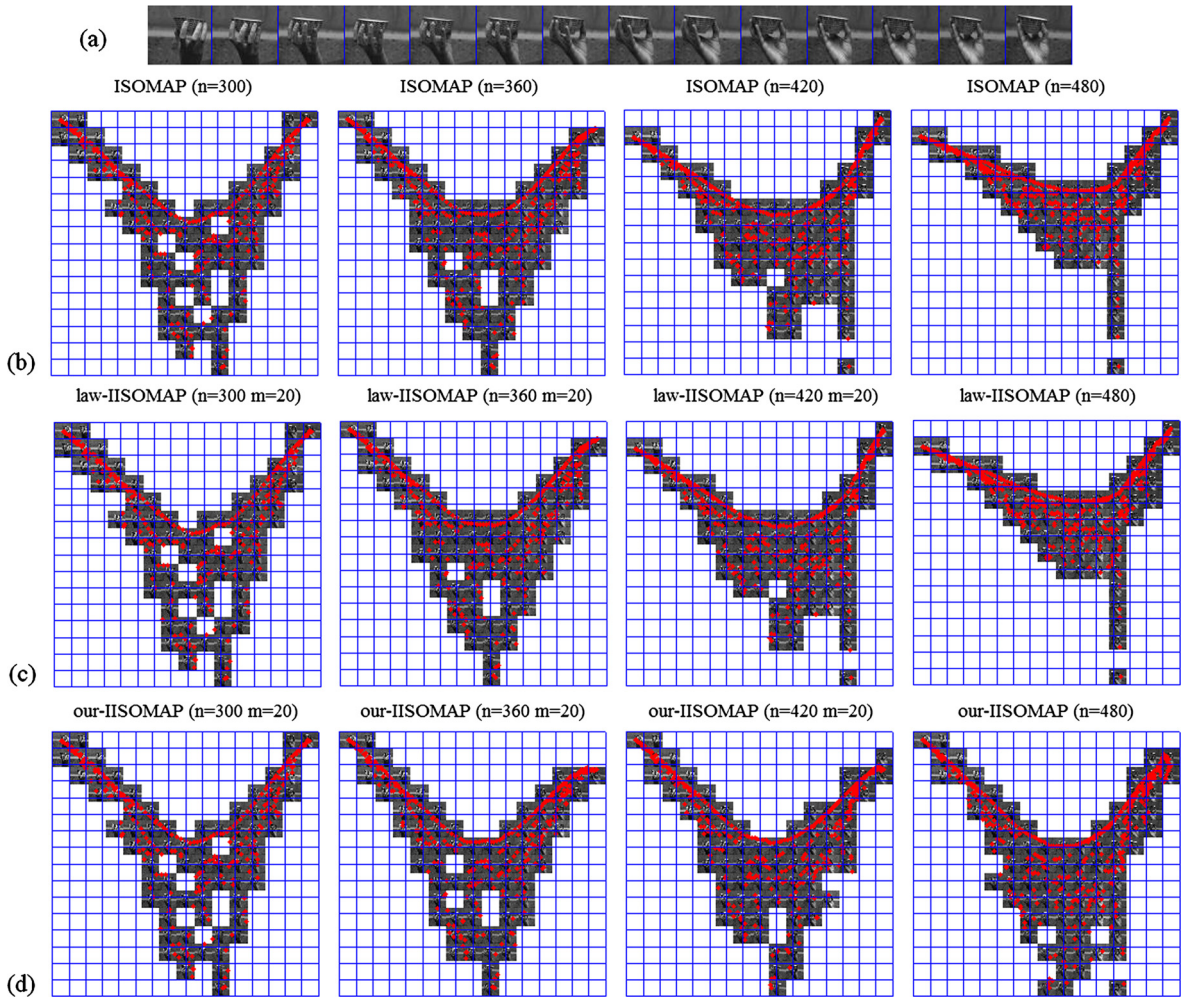 (a)
ISOMAP (n=300) ISOMAP (n=360) ISOMAP (n=420) ISOMAP (n=480)
(b)
law-IISOMAP (n=300 m=20) law-IISOMAP (n=360 m=20) law-IISOMAP (n=420 m=20) law-IISOMAP (n=480)
(c)
our-IISOMAP (n=300 m=20) our-IISOMAP (n=360 m=20) our-IISOMAP (n=420 m=20) our-IISOMAP (n=480)
(d)